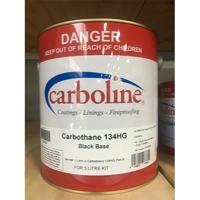 DANGER
KEEP OUT OF REACH OF CHILDREN
carboline®
Coatings - Linings - Fireproofing
Carbothane 134HG
Black Base
FOR 5 LITRE KIT